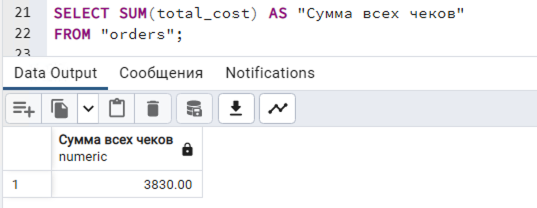 21 SELECT SUM(total_cost) AS "Сумма всех чеков"
22 FROM "orders";
23
Data Output Сообщения Notifications
Сумма всех чеков
numeric
1 3830.00